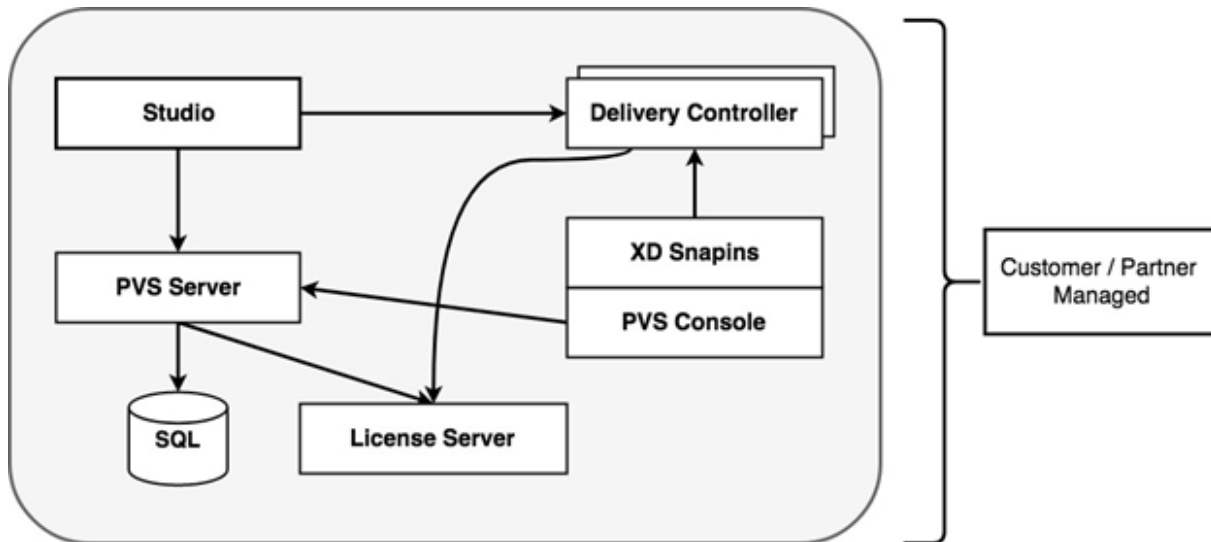 Studio
Delivery Controller
XD Snapins
PVS Server
PVS Console
SQL
License Server
Customer / Partner
Managed